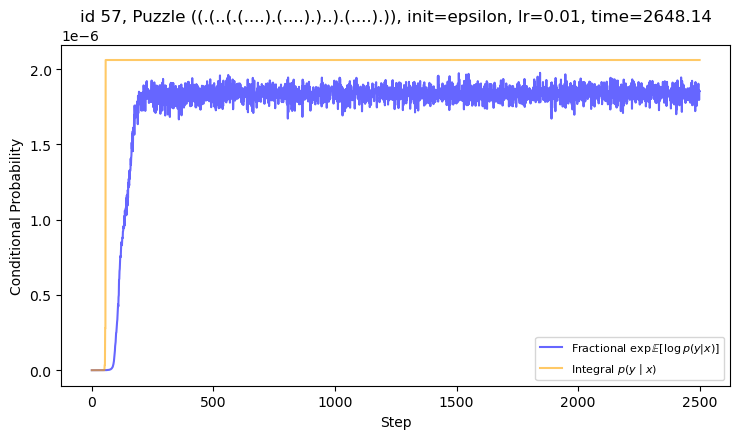 id 57, Puzzle ((.(..(.(....).(....).)..).(....).)), init=epsilon, lr=0.01, time=2648.14
1e−6
2.0
1.5
1.0
0.5
0.0
Conditional Probability
0 500 1000 1500 2000 2500
Step
Fractional exp 𝔼[log p(y|x)]
Integral p(y | x)